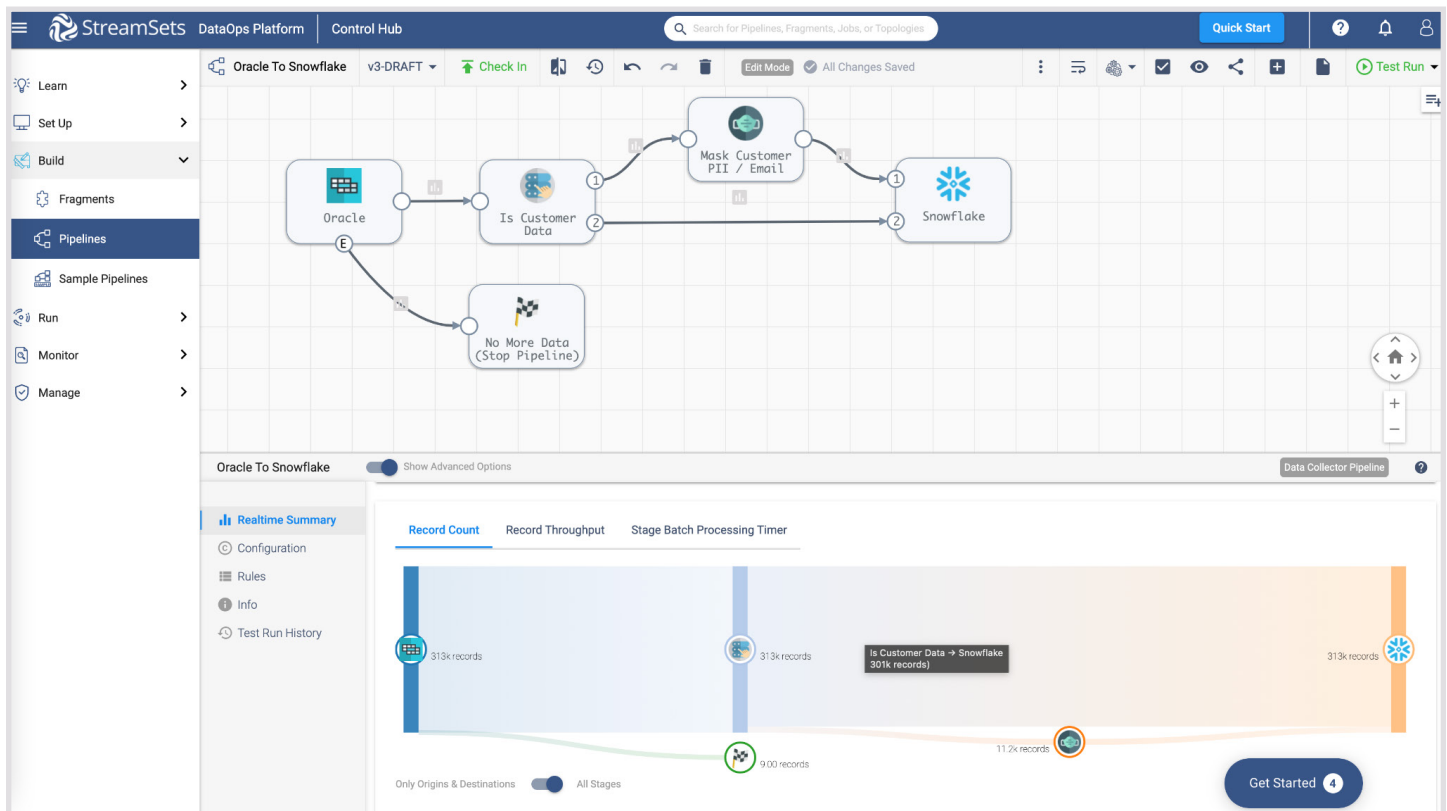 StreamSets DataOps Platform Control Hub
Search for Pipelines, Fragments, Jobs, or Topologies
Quick Start
?
Oracle To Snowflake
v3-DRAFT
Check In
Edit Mode
All Changes Saved
Test Run
Learn
Set Up
Build
Fragments
Pipelines
Sample Pipelines
Run
Monitor
Manage
Oracle
E
Is Customer
Data
1
2
Mask Customer
PII / Email
1
2
Snowflake
No More Data
(Stop Pipeline)
+
−
Oracle To Snowflake
Show Advanced Options
Data Collector Pipeline
?
Realtime Summary
C Configuration
Rules
i Info
Test Run History
Record Count
Record Throughput
Stage Batch Processing Timer
313k records
313k records
Is Customer Data → Snowflake
301k records)
313k records
11.2k records
9.00 records
Only Origins & Destinations
All Stages
Get Started 4